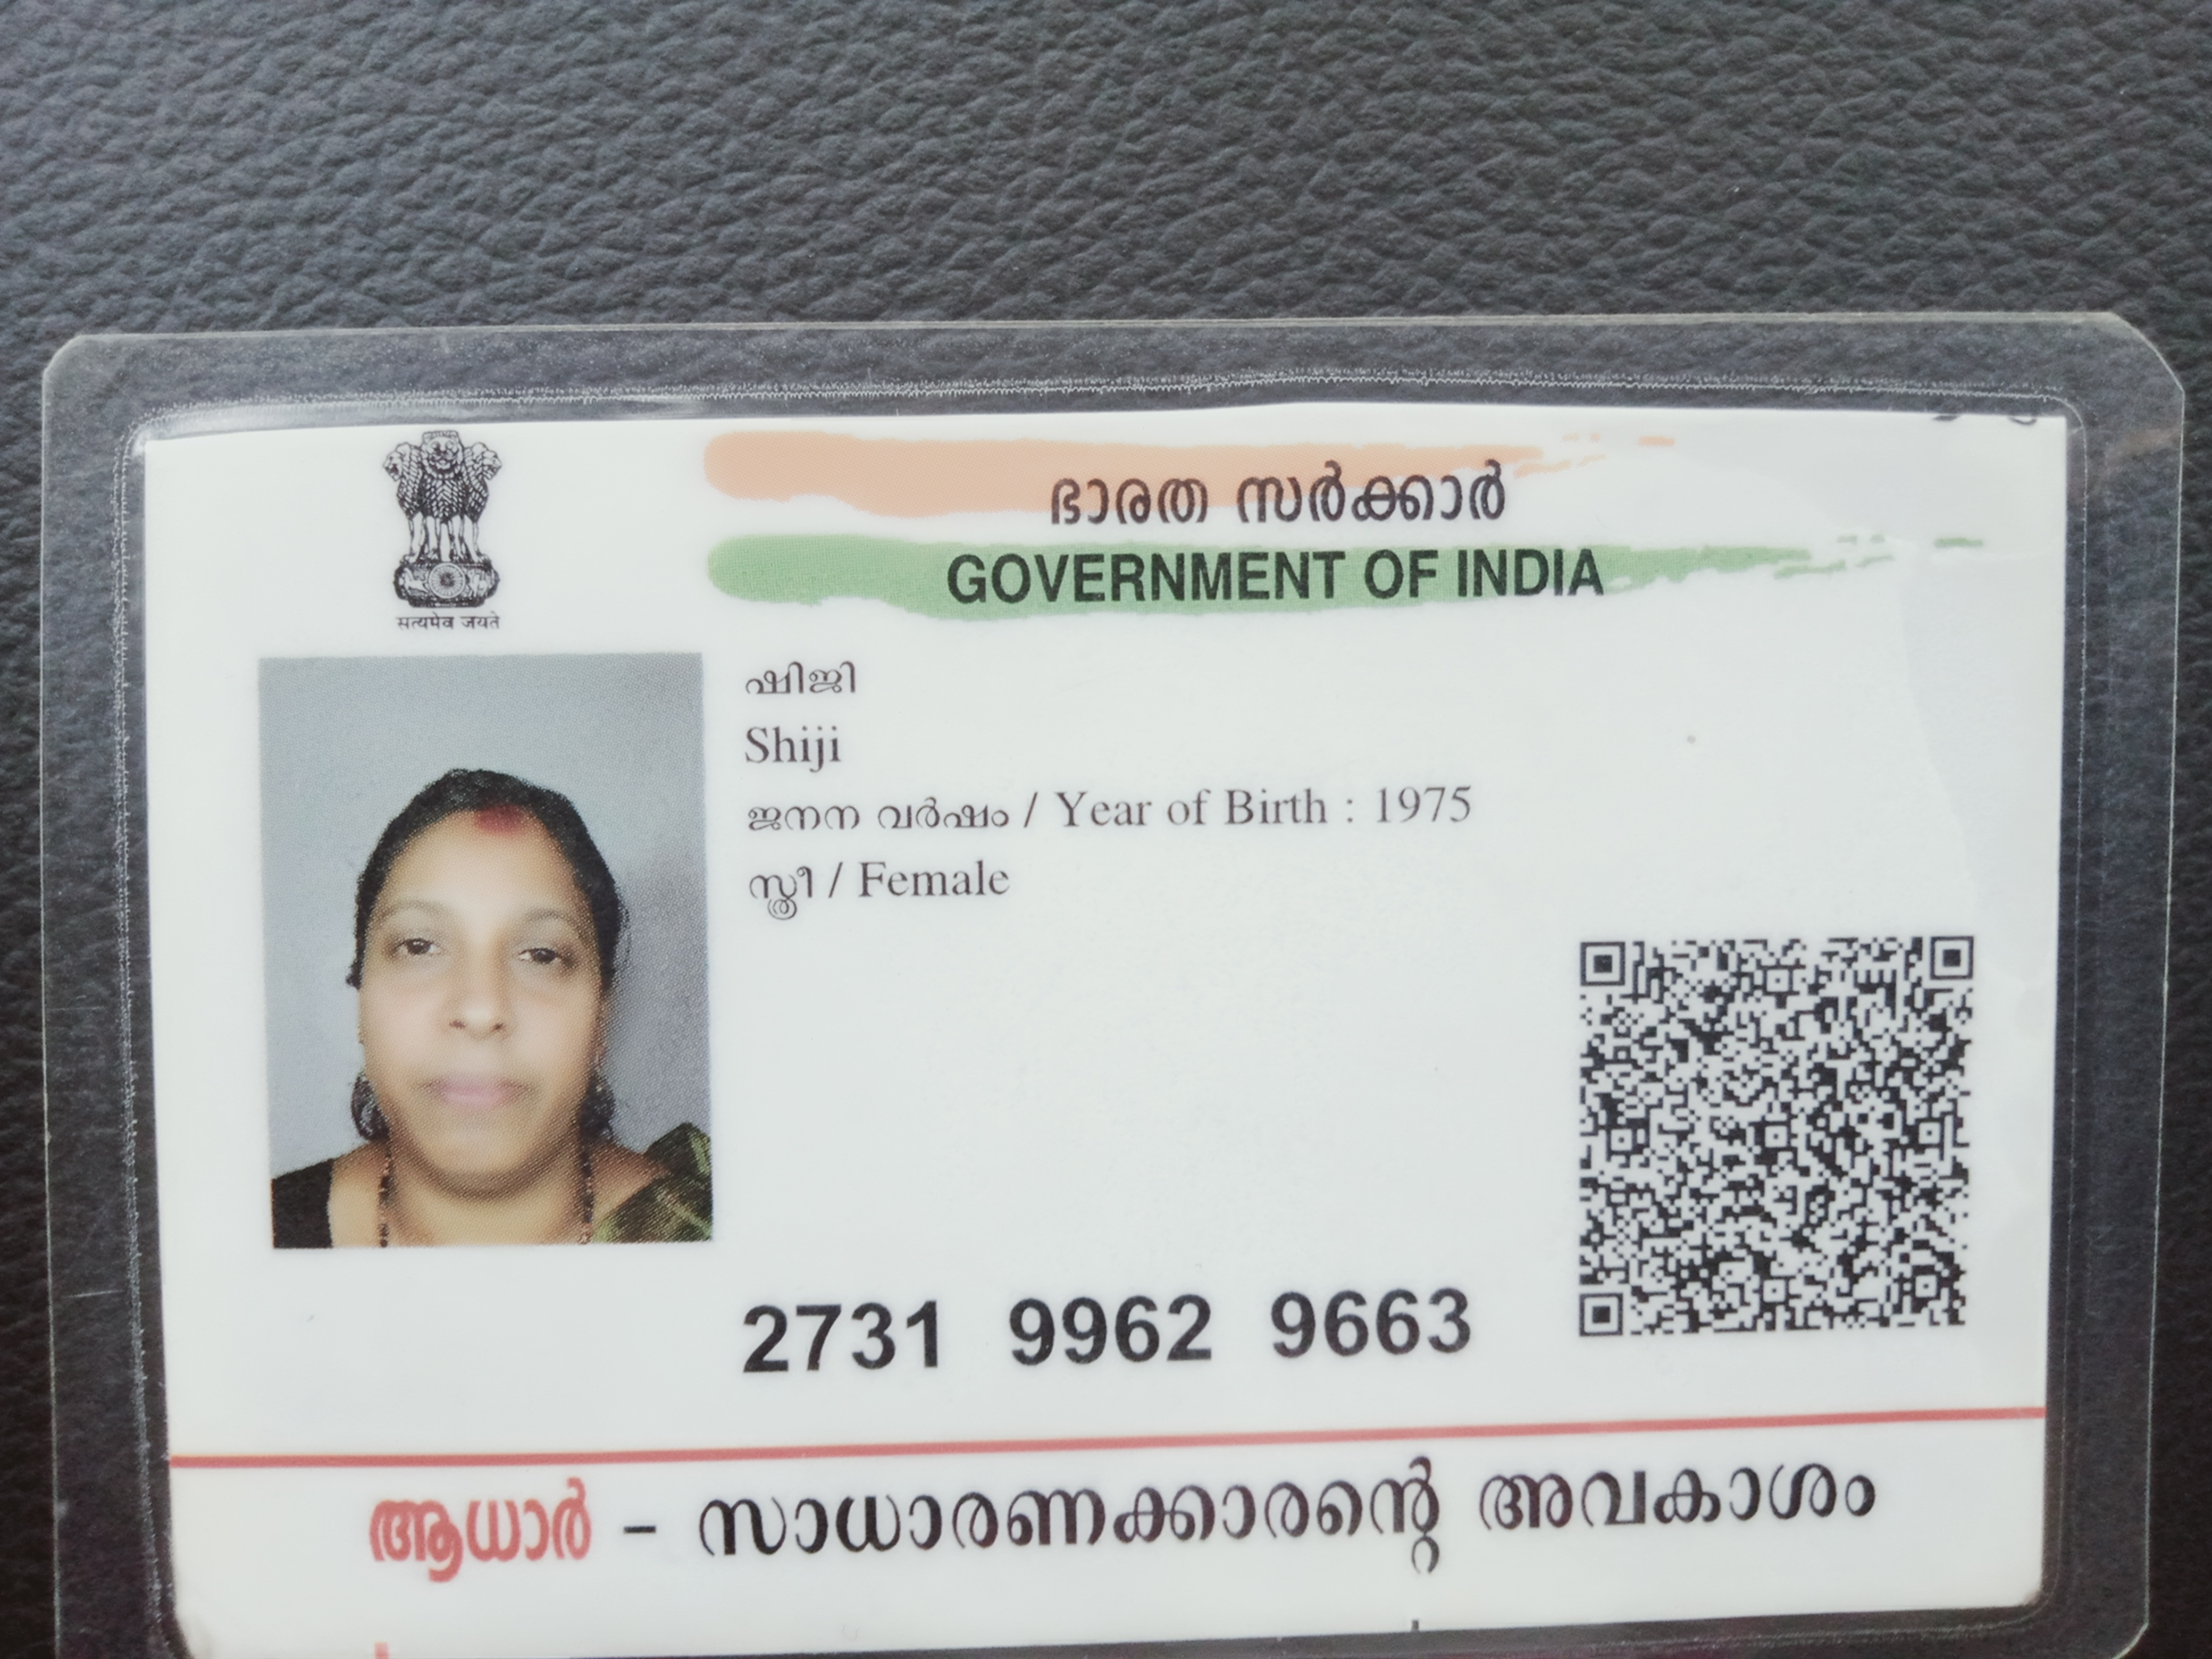 ഭാരത സർക്കാർ
GOVERNMENT OF INDIA
सत्यमेव जयते
ഷിജി
Shiji
ജനന വർഷം / Year of Birth : 1975
സ്ത്രീ / Female
2731 9962 9663
ആധാർ - സാധാരണക്കാരന്റെ അവകാശം